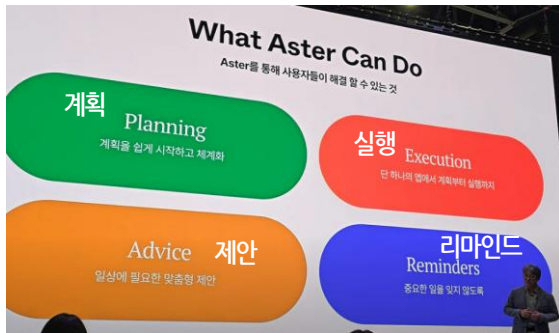 What Aster Can Do
Aster를 통해 사용자들이 해결 할 수 있는 것
계획
Planning
계획을 쉽게 시작하고 체계화
실행
Execution
단 하나의 앱에서 계획부터 실행까지
Advice 제안
일상에 필요한 맞춤형 제안
리마인드
Reminders
중요한 일을 잊지 않도록